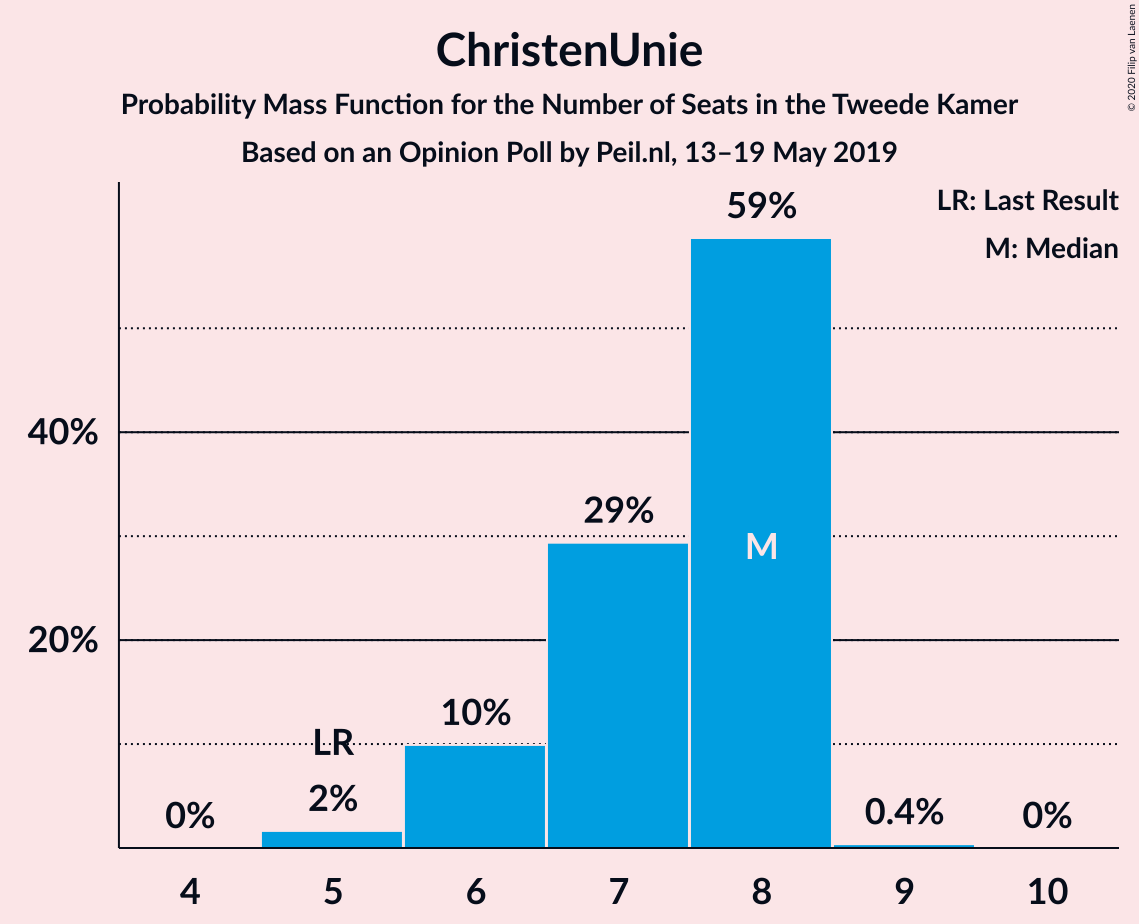 ChristenUnie
Probability Mass Function for the Number of Seats in the Tweede Kamer
Based on an Opinion Poll by Peil.nl, 13–19 May 2019
© 2020 Filip van Laenen
LR: Last Result
M: Median
59%
40%
29%
M
20%
10%
LR
2%
0%
0.4%
0%
4 5 6 7 8 9 10